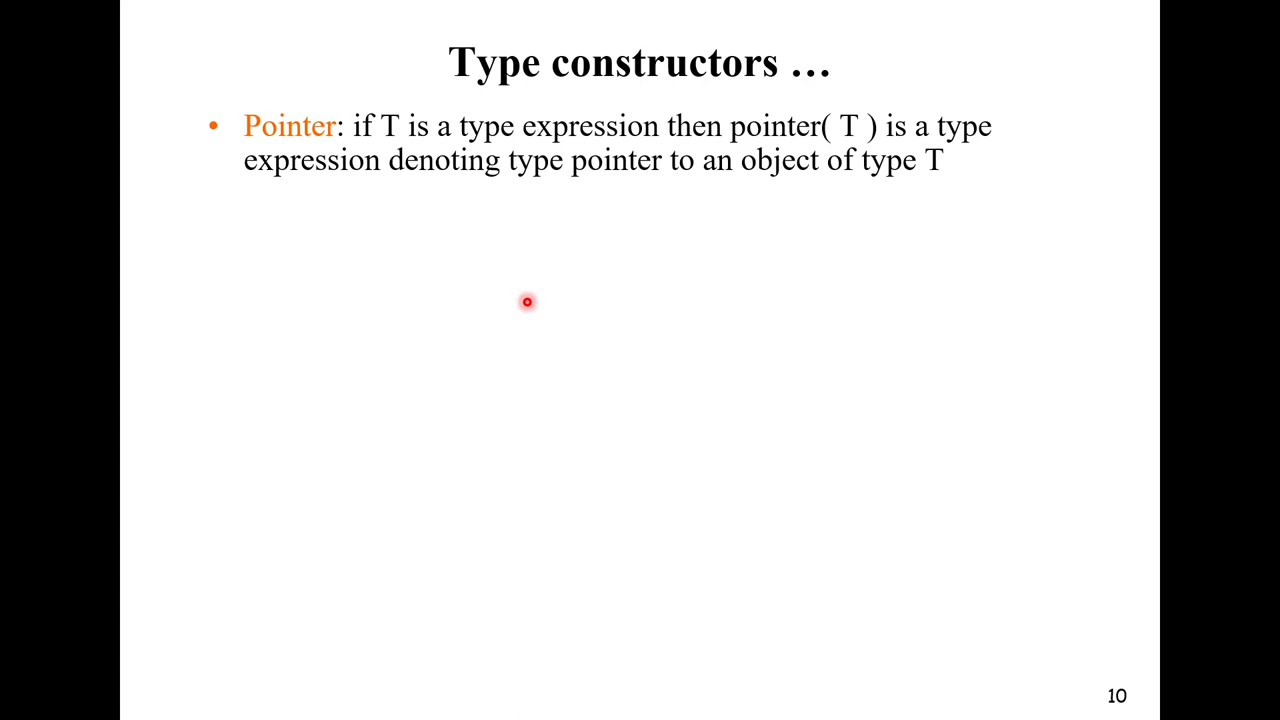 Type constructors …
• Pointer: if T is a type expression then pointer( T ) is a type
expression denoting type pointer to an object of type T
10